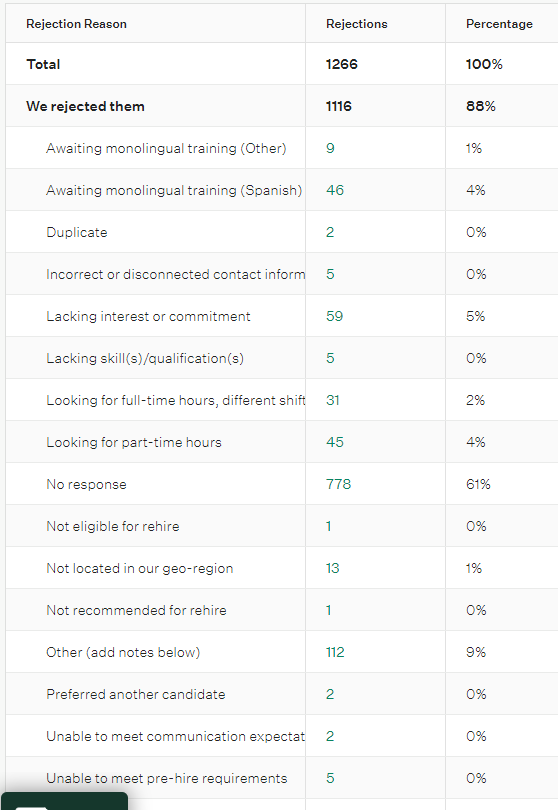 Rejection Reason Rejections Percentage
Total 1266 100%
We rejected them 1116 88%
Awaiting monolingual training (Other) 9 1%
Awaiting monolingual training (Spanish) 46 4%
Duplicate 2 0%
Incorrect or disconnected contact inform 5 0%
Lacking interest or commitment 59 5%
Lacking skill(s)/qualification(s) 5 0%
Looking for full-time hours, different shift 31 2%
Looking for part-time hours 45 4%
No response 778 61%
Not eligible for rehire 1 0%
Not located in our geo-region 13 1%
Not recommended for rehire 1 0%
Other (add notes below) 112 9%
Preferred another candidate 2 0%
Unable to meet communication expectat 2 0%
Unable to meet pre-hire requirements 5 0%